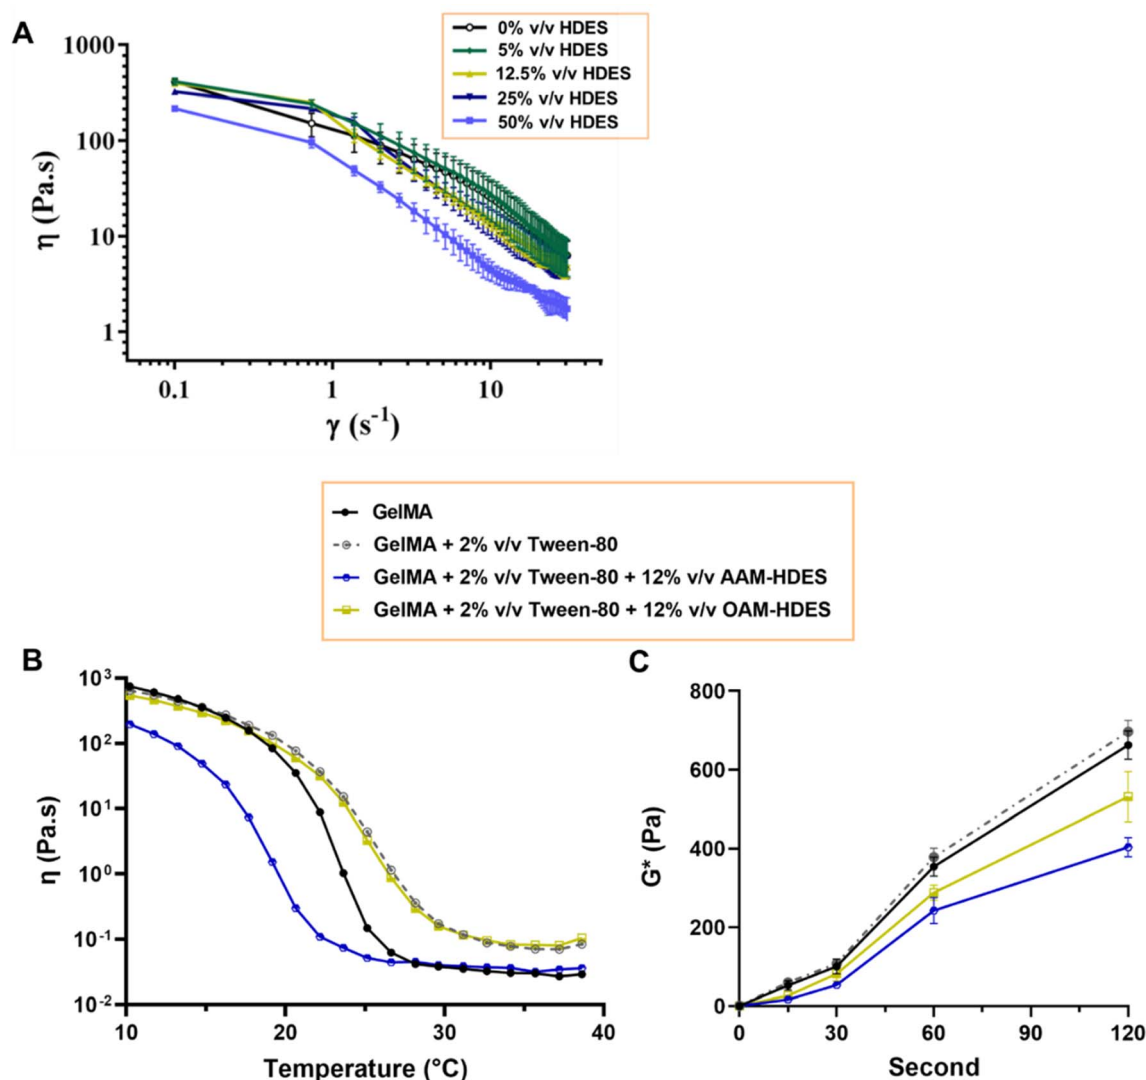 A
0% v/v HDES
5% v/v HDES
12.5% v/v HDES
25% v/v HDES
50% v/v HDES
1000
100
10
1
η (Pa.s)
0.1
1
10
γ (s⁻¹)
GelMA
GelMA + 2% v/v Tween-80
GelMA + 2% v/v Tween-80 + 12% v/v AAM-HDES
GelMA + 2% v/v Tween-80 + 12% v/v OAM-HDES
B
10³
10²
10¹
10⁰
10⁻¹
10⁻²
η (Pa.s)
10
20
30
40
Temperature (°C)
C
800
600
400
200
0
G* (Pa)
0
30
60
90
120
Second